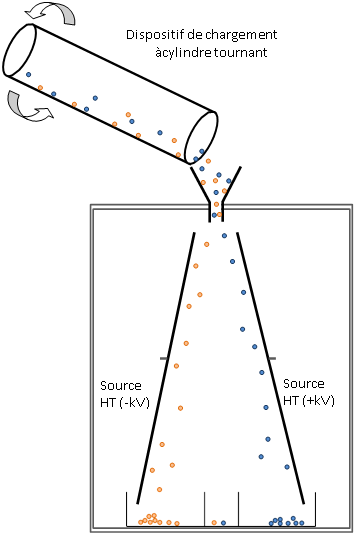 Dispositif de chargement
àcylindre tournant
Source
HT (-kV)
Source
HT (+kV)